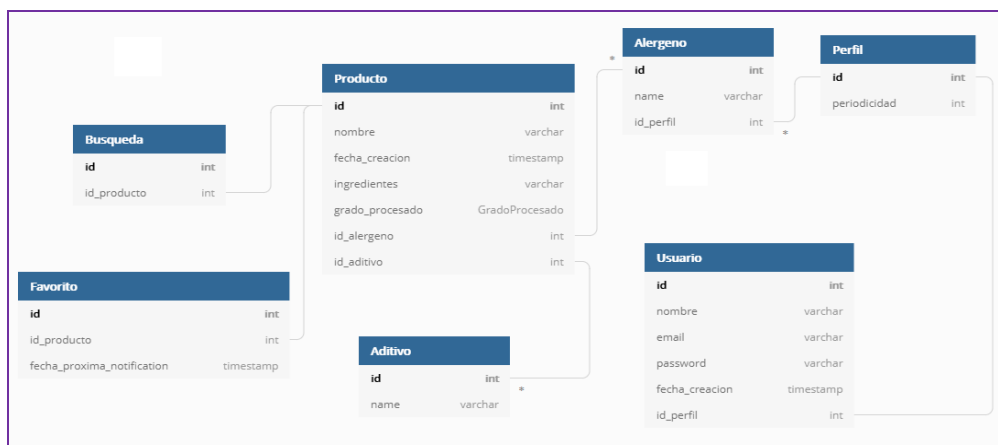 Busqueda
id int
id_producto int
Favorito
id int
id_producto int
fecha_proxima_notification timestamp
Producto
id int
nombre varchar
fecha_creacion timestamp
ingredientes varchar
grado_procesado GradoProcesado
id_alergeno int
id_aditivo int
Aditivo
id int
*
name varchar
Alergeno
*
id int
name varchar
id_perfil int
*
Perfil
id int
periodicidad int
Usuario
id int
nombre varchar
email varchar
password varchar
fecha_creacion timestamp
id_perfil int